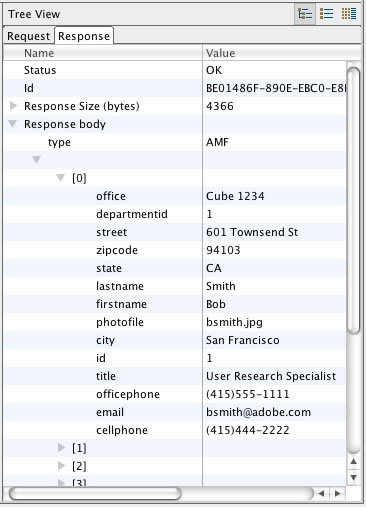 Tree View
Request Response
Name Value
Status OK
Id BE01486F-890E-EBC0-E8
Response Size (bytes) 4366
Response body
type AMF
[0]
office Cube 1234
departmentid 1
street 601 Townsend St
zipcode 94103
state CA
lastname Smith
firstname Bob
photofile bsmith.jpg
city San Francisco
id 1
title User Research Specialist
officephone (415)555-1111
email bsmith@adobe.com
cellphone (415)444-2222
[1]
[2]
[3]